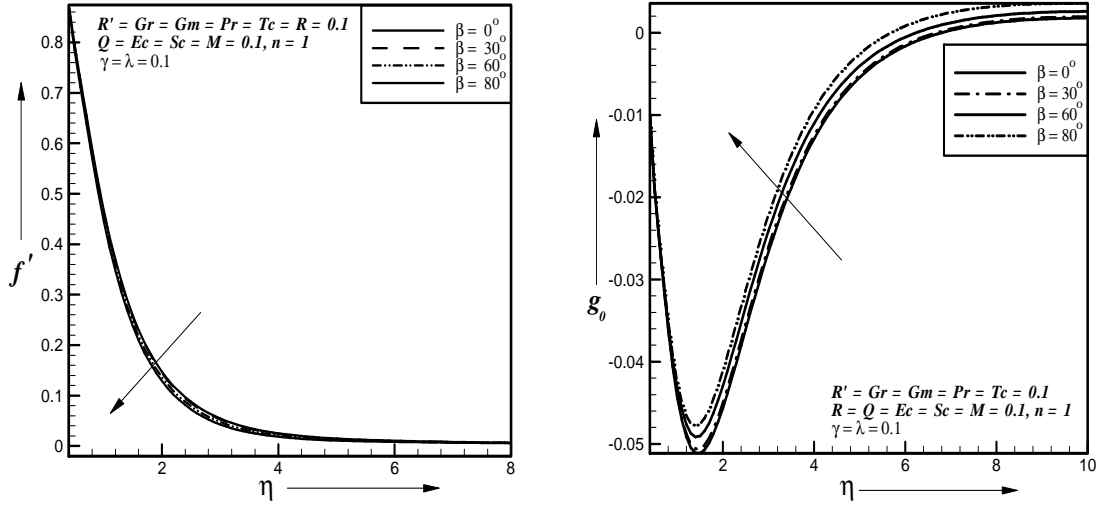 R' = Gr = Gm = Pr = Tc = R = 0.1
Q = Ec = Sc = M = 0.1, n = 1
γ = λ = 0.1
β = 0°
β = 30°
β = 60°
β = 80°
0.8
0.7
0.6
0.5
0.4
0.3
0.2
0.1
0
f'
2
4
6
8
η
0
-0.01
-0.02
-0.03
-0.04
-0.05
g₀
β = 0°
β = 30°
β = 60°
β = 80°
R' = Gr = Gm = Pr = Tc = 0.1
R = Q = Ec = Sc = M = 0.1, n = 1
γ = λ = 0.1
2
4
6
8
10
η